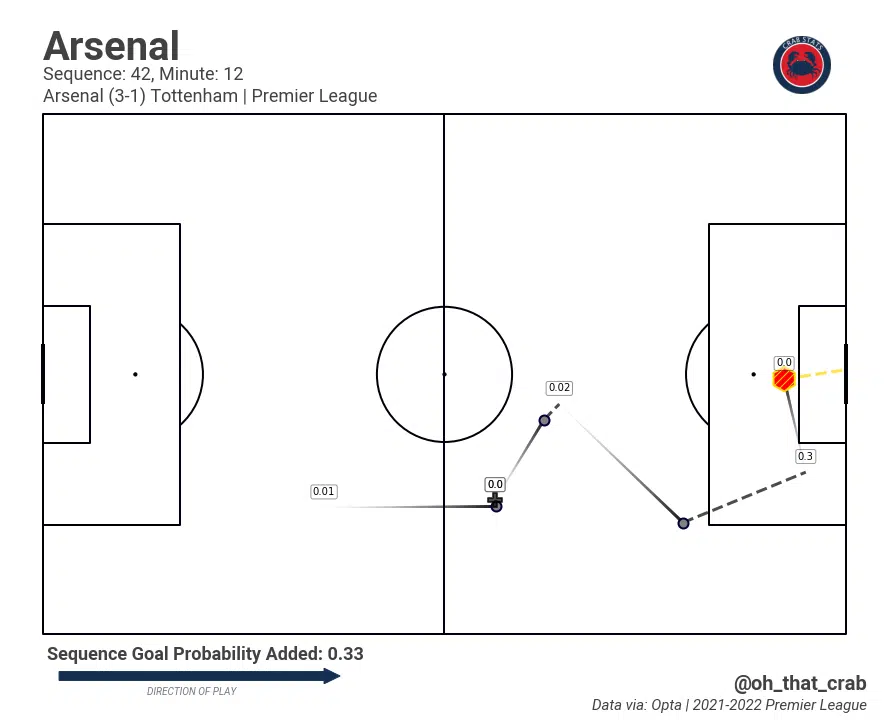 Arsenal
Sequence: 42, Minute: 12
Arsenal (3-1) Tottenham | Premier League
CRAB STATS
0.0
0.02
0.3
0.0
0.01
Sequence Goal Probability Added: 0.33
DIRECTION OF PLAY
@oh_that_crab
Data via: Opta | 2021-2022 Premier League